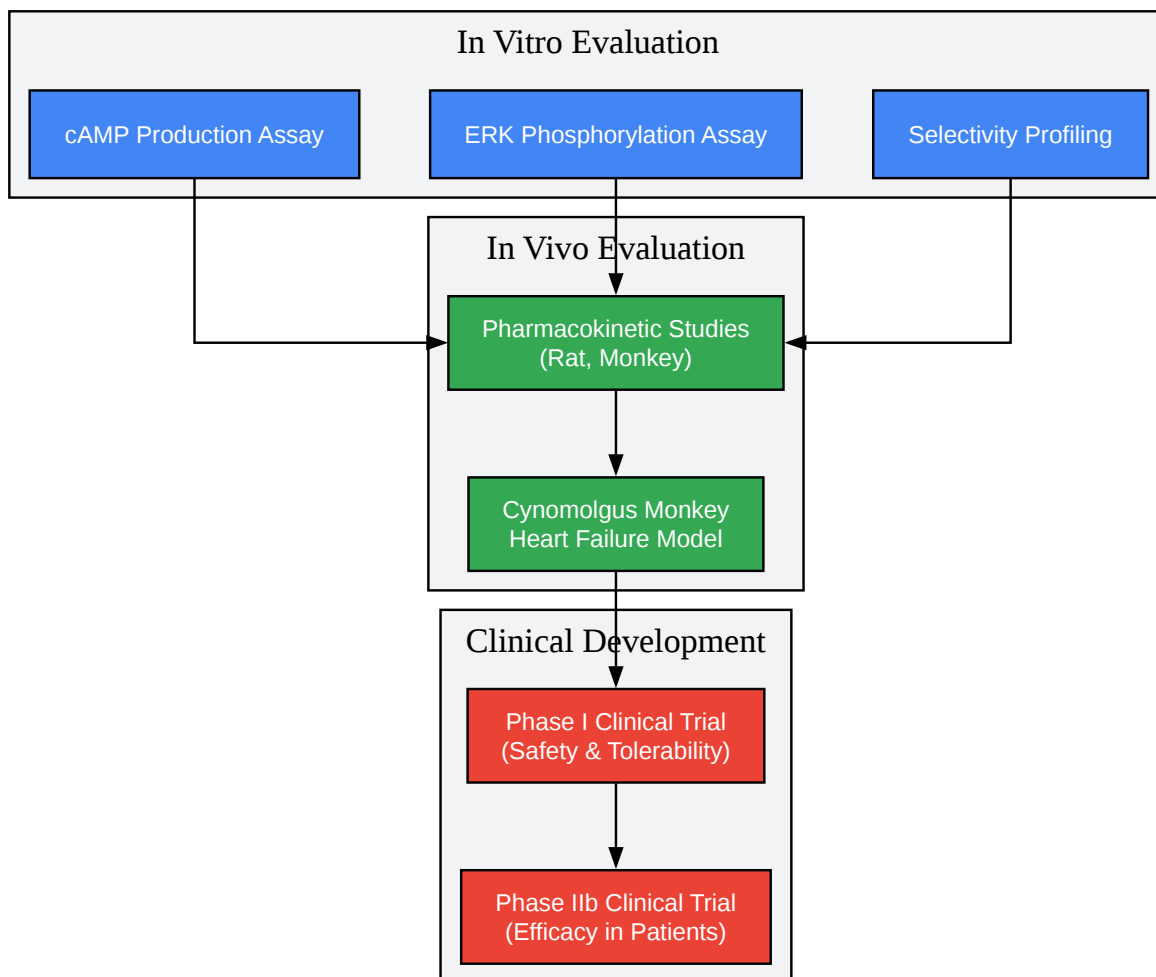 In Vitro Evaluation
cAMP Production Assay
ERK Phosphorylation Assay
Selectivity Profiling
In Vivo Evaluation
Pharmacokinetic Studies
(Rat, Monkey)
Cynomolgus Monkey
Heart Failure Model
Clinical Development
Phase I Clinical Trial
(Safety & Tolerability)
Phase IIb Clinical Trial
(Efficacy in Patients)